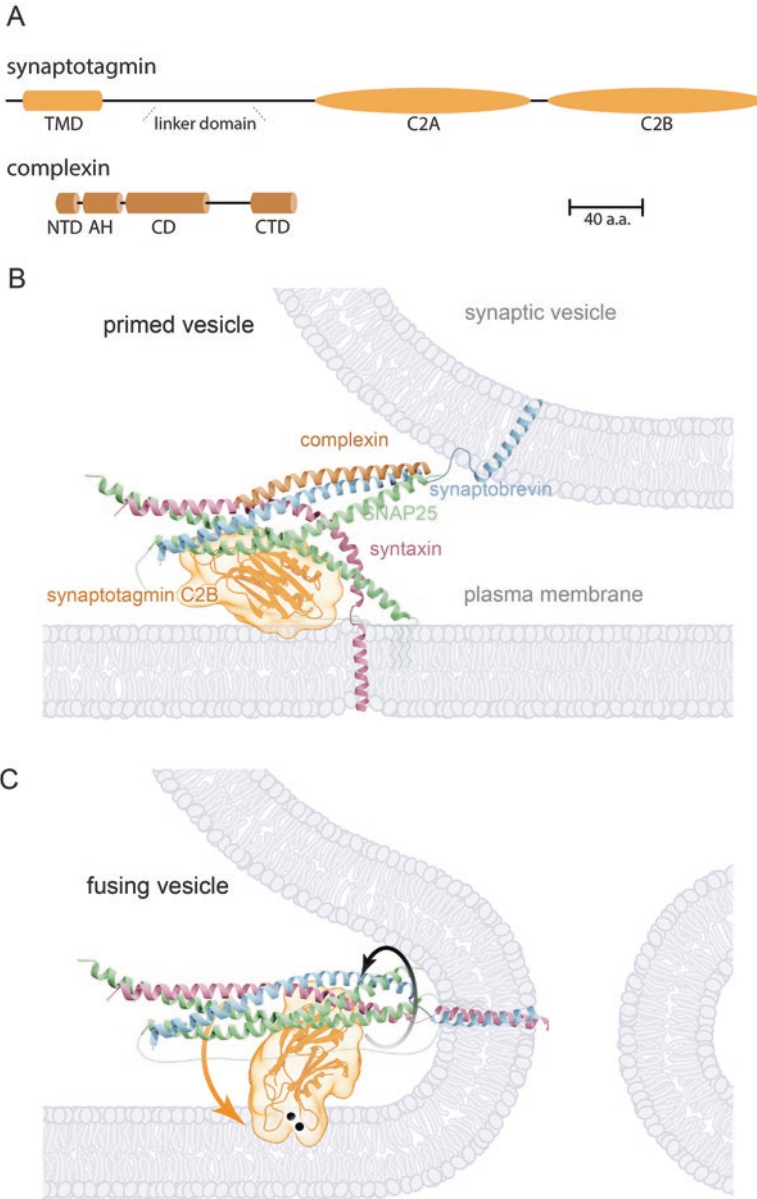 A
synaptotagmin
TMD
linker domain
C2A
C2B
complexin
NTD AH CD CTD
40 a.a.
B
primed vesicle
synaptic vesicle
complexin
synaptobrevin
SNAP25
syntaxin
synaptotagmin C2B
plasma membrane
C
fusing vesicle